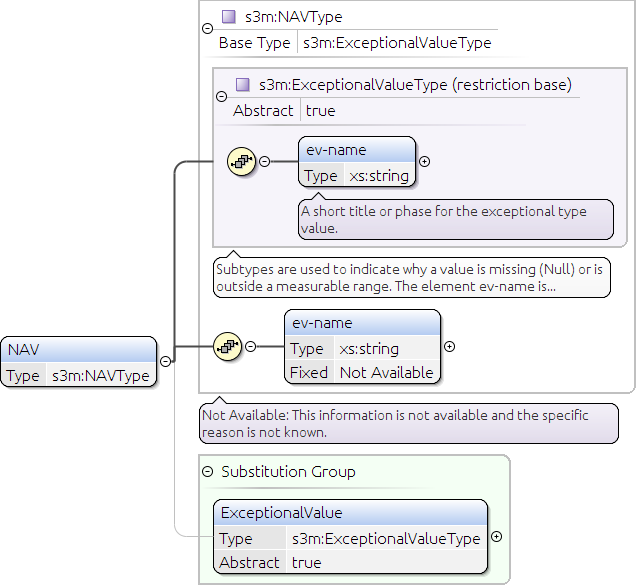 s3m:NAVType
Base Type s3m:ExceptionalValueType
s3m:ExceptionalValueType (restriction base)
Abstract true
ev-name
Type xs:string
A short title or phase for the exceptional type
value.
Subtypes are used to indicate why a value is missing (Null) or is
outside a measurable range. The element ev-name is...
ev-name
Type xs:string
Fixed Not Available
NAV
Type s3m:NAVType
Not Available: This information is not available and the specific
reason is not known.
Substitution Group
ExceptionalValue
Type s3m:ExceptionalValueType
Abstract true